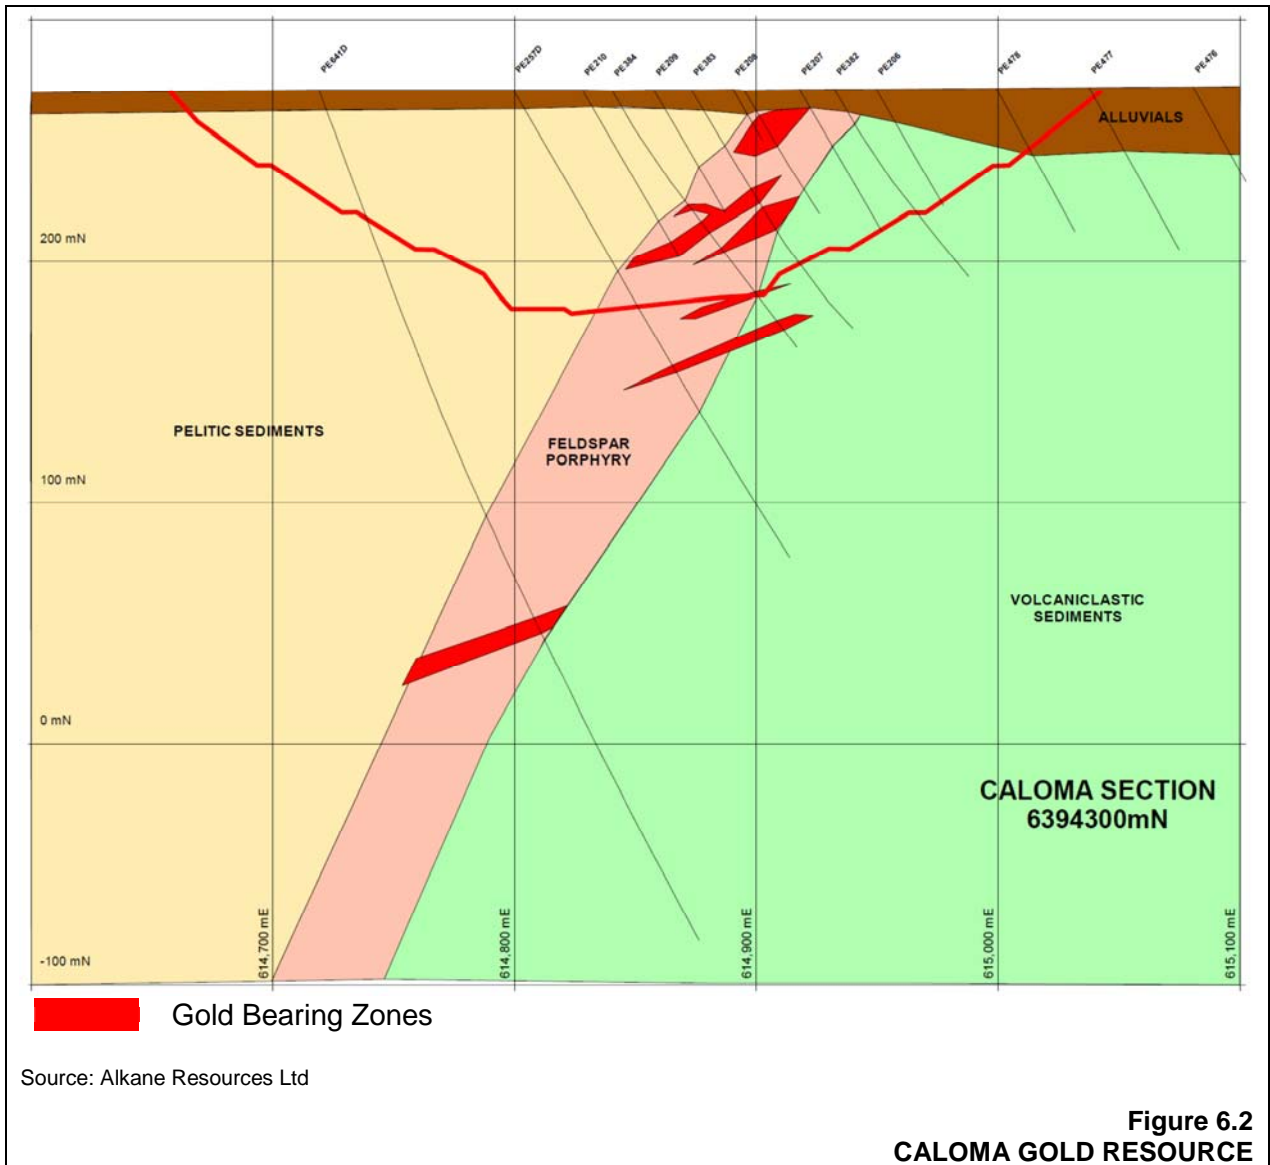 PE641D
PE257D
PE210
PE384
PE209
PE383
PE208
PE207
PE382
PE206
PE478
PE477
PE476
ALLUVIALS
200 mN
PELITIC SEDIMENTS
FELDSPAR
PORPHYRY
100 mN
VOLCANICLASTIC
SEDIMENTS
0 mN
CALOMA SECTION
6394300mN
-100 mN
614,700 mE
614,800 mE
614,900 mE
615,000 mE
615,100 mE
Gold Bearing Zones
Source: Alkane Resources Ltd
Figure 6.2
CALOMA GOLD RESOURCE